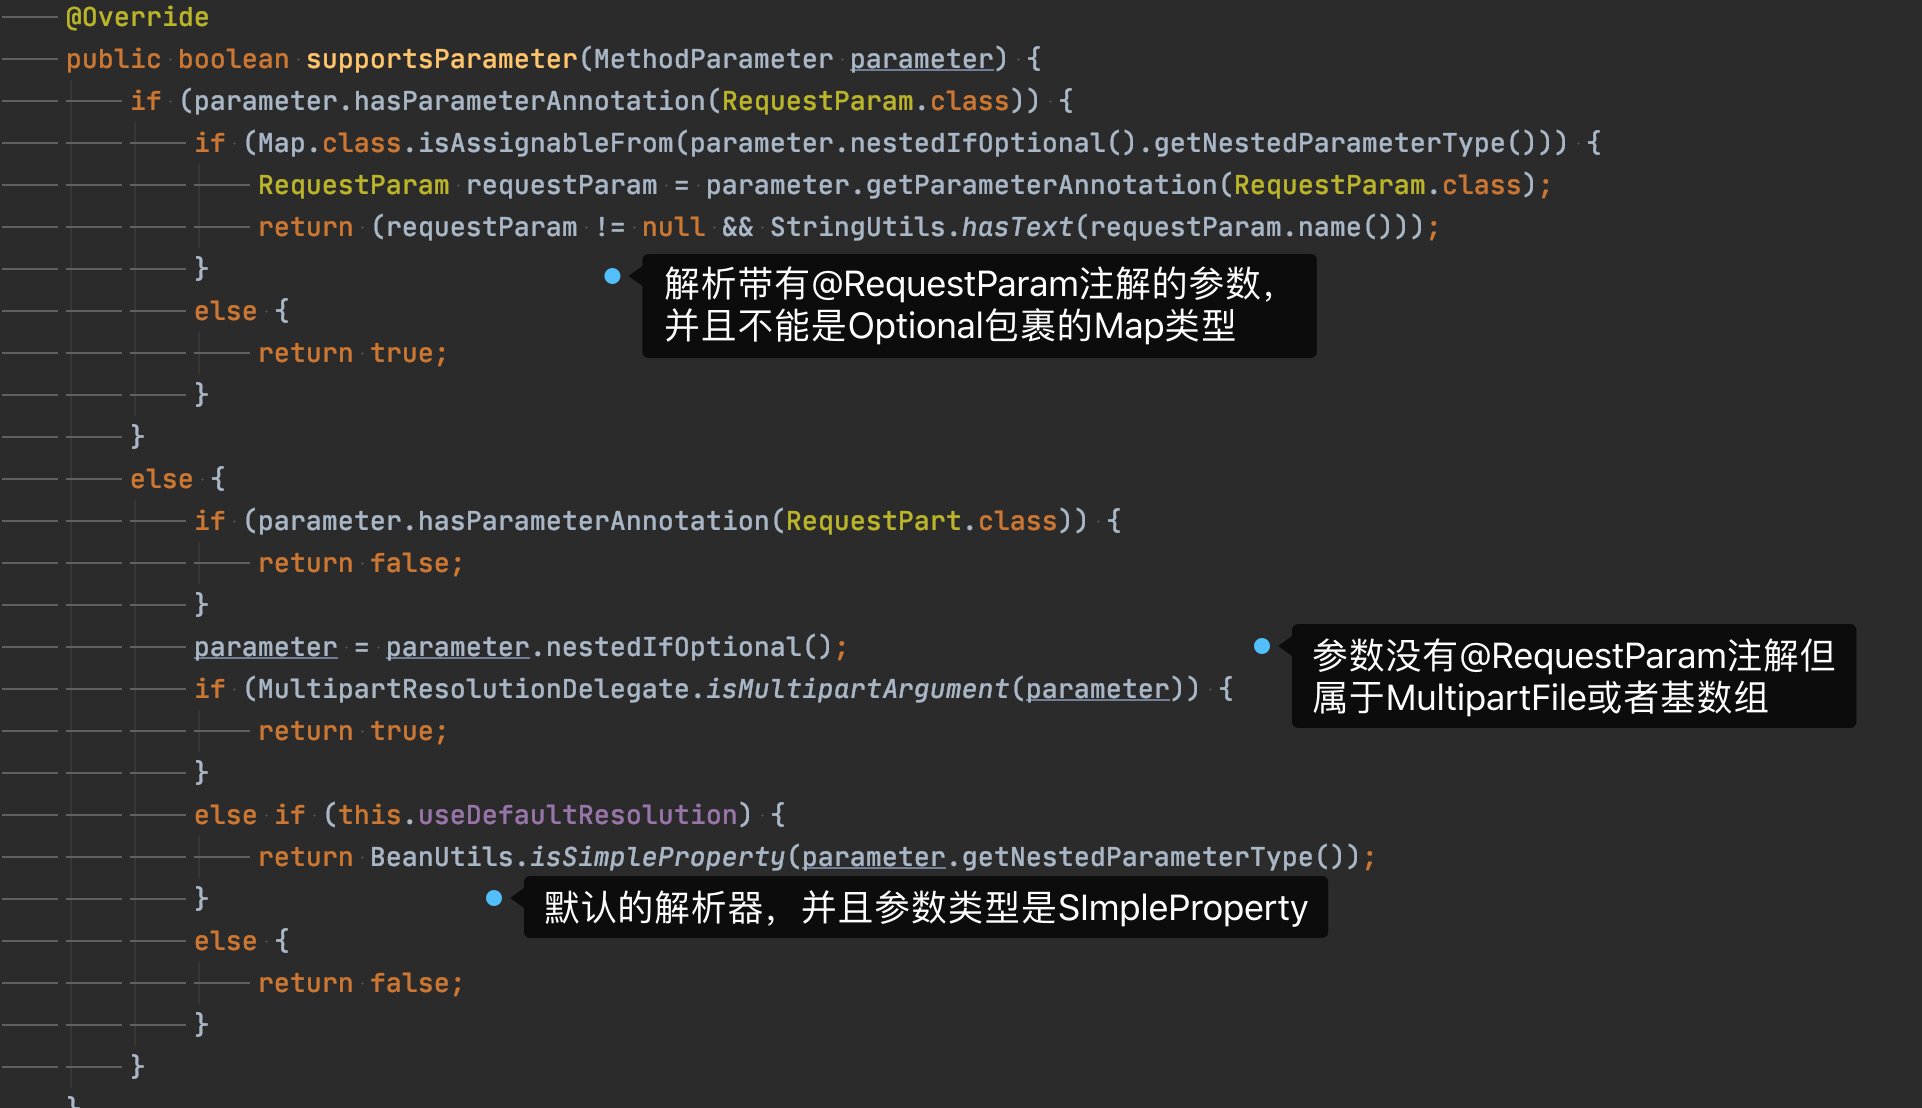 @Override
public boolean supportsParameter(MethodParameter parameter) {
if (parameter.hasParameterAnnotation(RequestParam.class)) {
if (Map.class.isAssignableFrom(parameter.nestedIfOptional().getNestedParameterType())) {
RequestParam requestParam = parameter.getParameterAnnotation(RequestParam.class);
return (requestParam != null && StringUtils.hasText(requestParam.name()));
}
解析带有@RequestParam注解的参数，
并且不能是Optional包裹的Map类型
else {
return true;
}
}
else {
if (parameter.hasParameterAnnotation(RequestPart.class)) {
return false;
}
parameter = parameter.nestedIfOptional();
参数没有@RequestParam注解但
属于MultipartFile或者基数组
if (MultipartResolutionDelegate.isMultipartArgument(parameter)) {
return true;
}
else if (this.useDefaultResolution) {
return BeanUtils.isSimpleProperty(parameter.getNestedParameterType());
}
默认的解析器，并且参数类型是SImpleProperty
else {
return false;
}
}
}